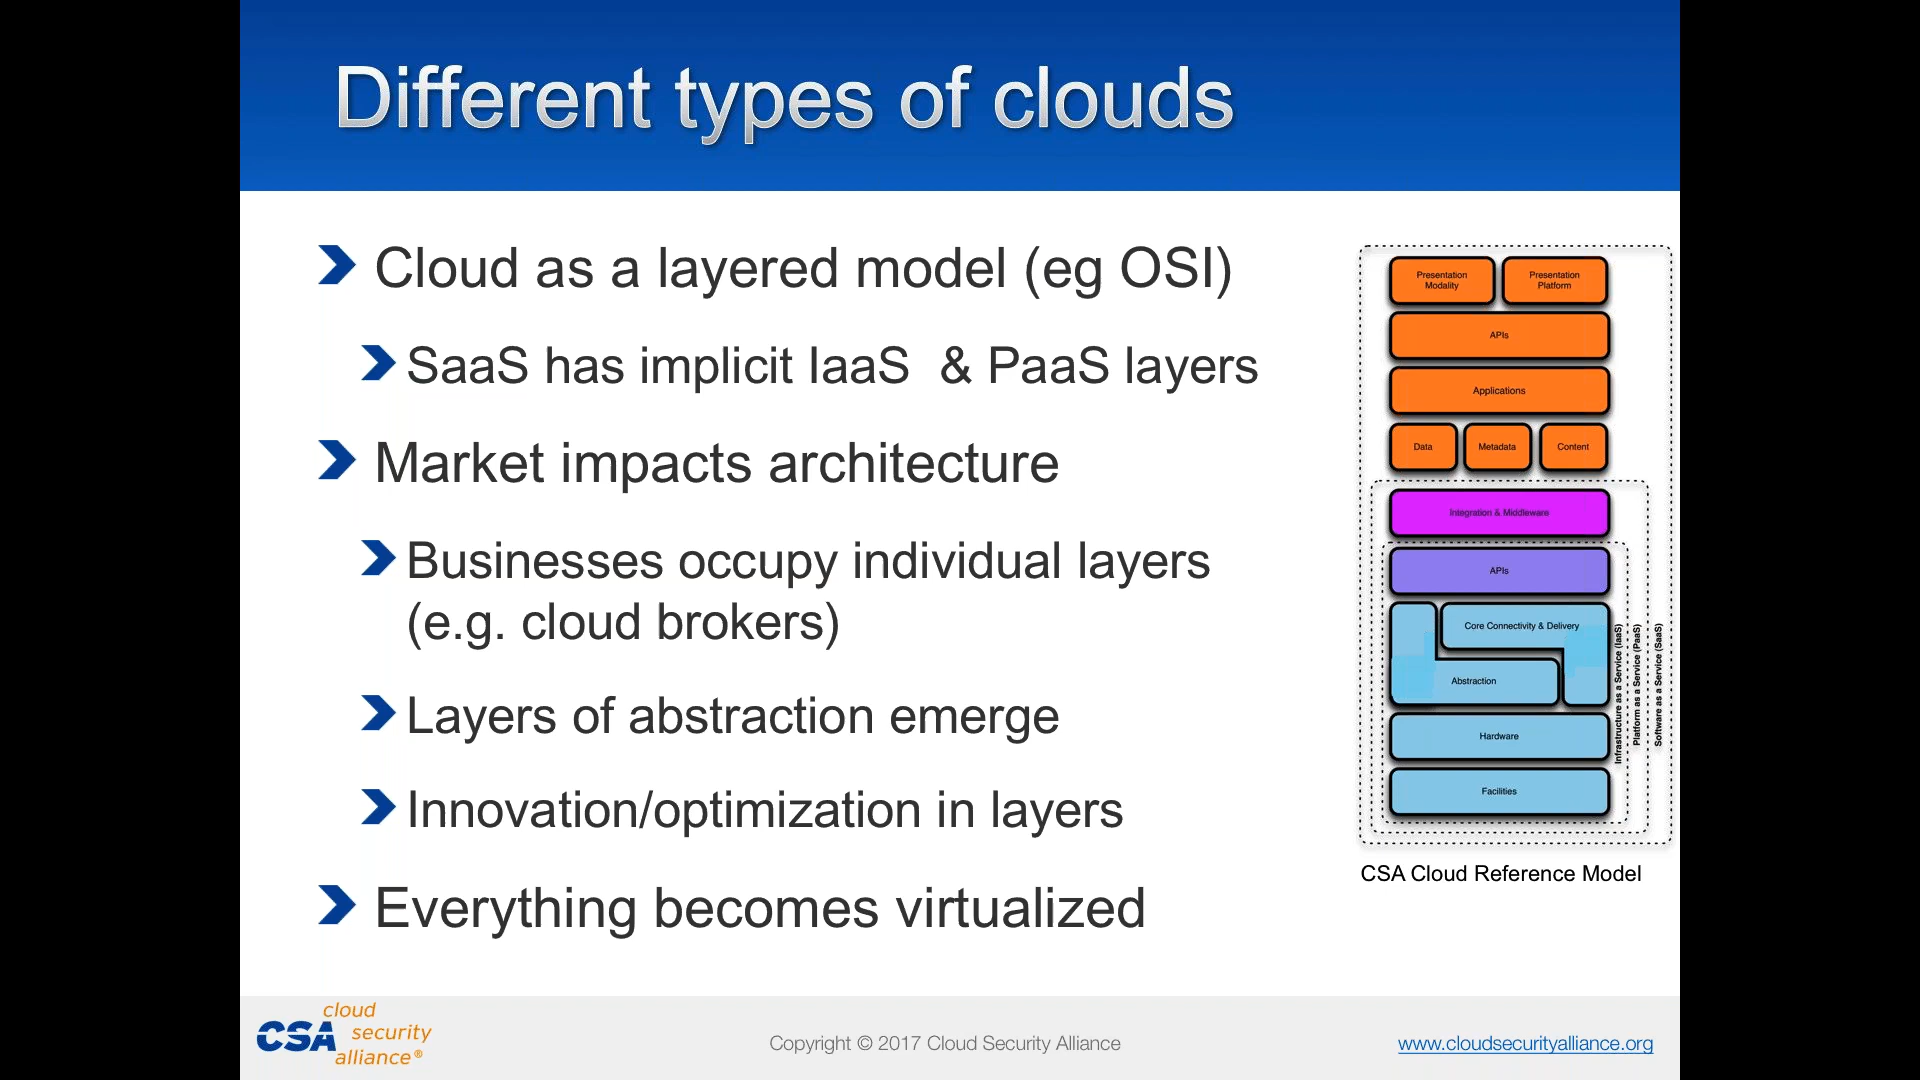 Different types of clouds
Cloud as a layered model (eg OSI)
SaaS has implicit IaaS & PaaS layers
Market impacts architecture
Businesses occupy individual layers
(e.g. cloud brokers)
Layers of abstraction emerge
Innovation/optimization in layers
Everything becomes virtualized
Presentation
Modality
Presentation
Platform
APIs
Applications
Data
Metadata
Content
Integration & Middleware
APIs
Core Connectivity & Delivery
Abstraction
Hardware
Facilities
Infrastructure as a Service (IaaS)
Platform as a Service (PaaS)
Software as a Service (SaaS)
CSA Cloud Reference Model
CSA cloud
security
alliance®
Copyright © 2017 Cloud Security Alliance
www.cloudsecurityalliance.org